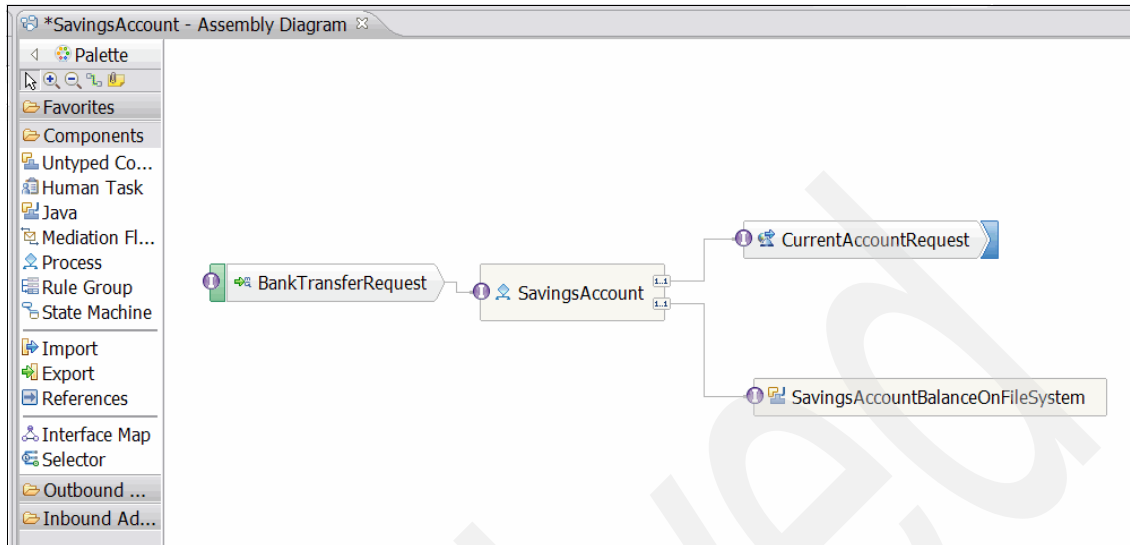 *SavingsAccount - Assembly Diagram
Palette
Favorites
Components
Untyped Co...
Human Task
Java
Mediation Fl...
Process
Rule Group
State Machine
Import
Export
References
Interface Map
Selector
Outbound ...
Inbound Ad...
BankTransferRequest
SavingsAccount
1..1
1..1
CurrentAccountRequest
SavingsAccountBalanceOnFileSystem